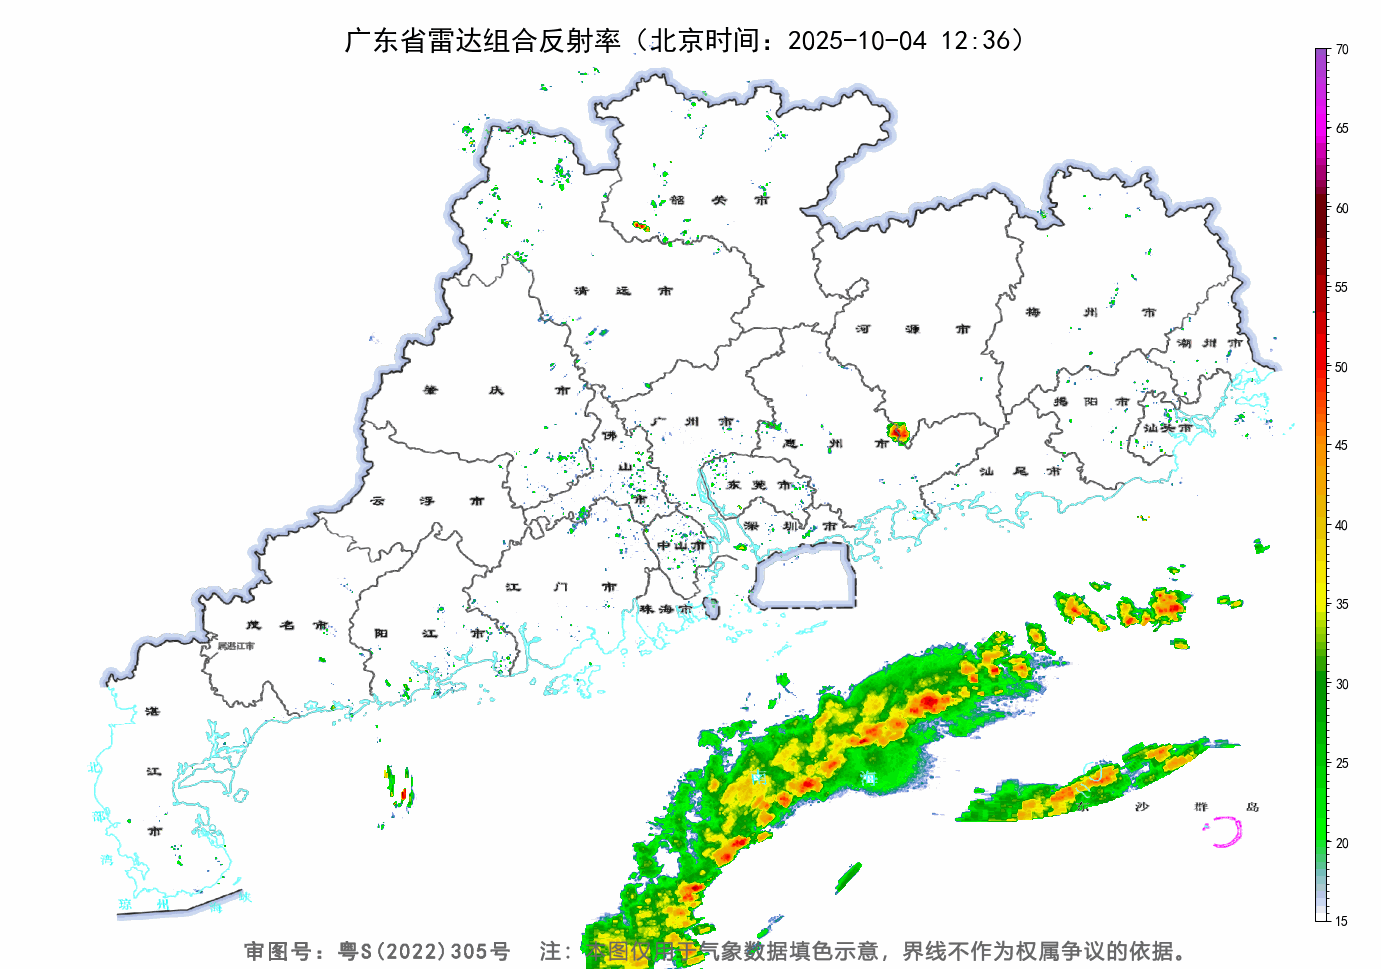 广东省雷达组合反射率（北京时间：2025-10-04 12:36）
70
65
60
55
50
45
40
35
30
25
20
15
韶关市
清远市
河源市
梅州市
潮州市
肇庆市
广州市
揭阳市
汕头市
佛山市
惠州市
云浮市
东莞市
汕尾市
深圳市
中山市
江门市
珠海市
茂名市
阳江市
属湛江市
湛江市
北部湾
东沙群岛
琼州海峡
审图号：粤S(2022)305号 注：本图仅用于气象数据填色示意，界线不作为权属争议的依据。